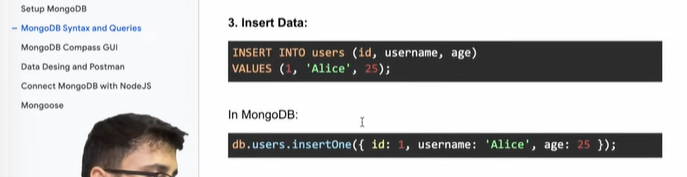 Setup MongoDB
– MongoDB Syntax and Queries
MongoDB Compass GUI
Data Desing and Postman
Connect MongoDB with NodeJS
Mongoose
3. Insert Data:
INSERT INTO users (id, username, age)
VALUES (1, 'Alice', 25);
In MongoDB:
db.users.insertOne({ id: 1, username: 'Alice', age: 25 });